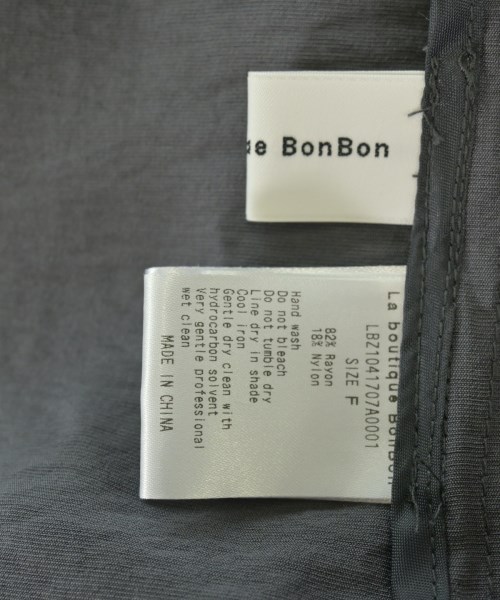 ue BonBon
La boutique BonBon
LBZ1041707A0001
SIZE F
82% Rayon
18% Nylon
Hand wash
Do not bleach
Do not tumble dry
Line dry in shade
Cool iron
Gentle dry clean with
hydrocarbon solvent
Very gentle professional
wet clean
MADE IN CHINA